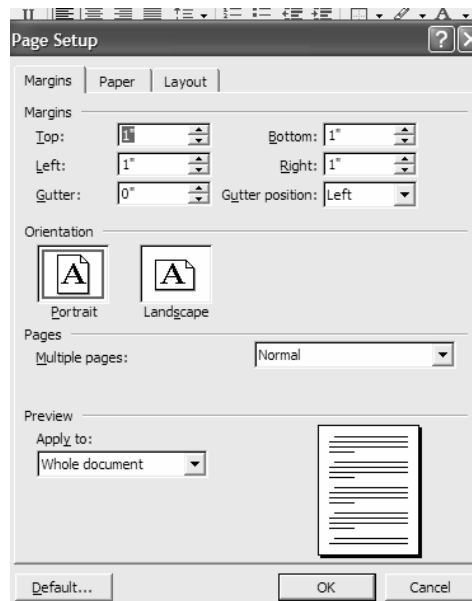 Page Setup
Margins Paper Layout
Margins
Top: 1" Bottom: 1"
Left: 1" Right: 1"
Gutter: 0" Gutter position: Left
Orientation
A A
Portrait Landscape
Pages
Multiple pages: Normal
Preview
Apply to:
Whole document
Default... OK Cancel